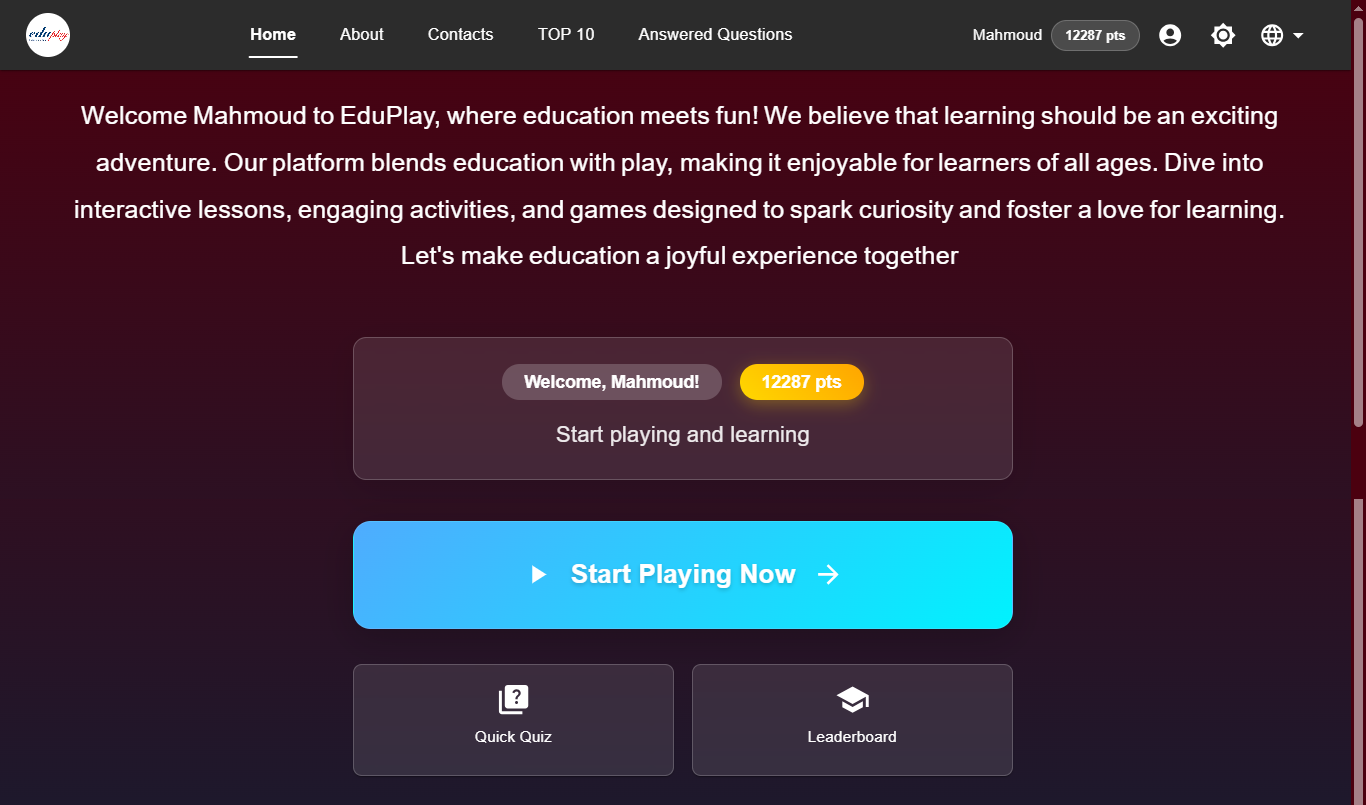 eduplay
Home
About
Contacts
TOP 10
Answered Questions
Mahmoud
12287 pts
Welcome Mahmoud to EduPlay, where education meets fun! We believe that learning should be an exciting
adventure. Our platform blends education with play, making it enjoyable for learners of all ages. Dive into
interactive lessons, engaging activities, and games designed to spark curiosity and foster a love for learning.
Let's make education a joyful experience together
Welcome, Mahmoud!
12287 pts
Start playing and learning
Start Playing Now
?
Quick Quiz
Leaderboard